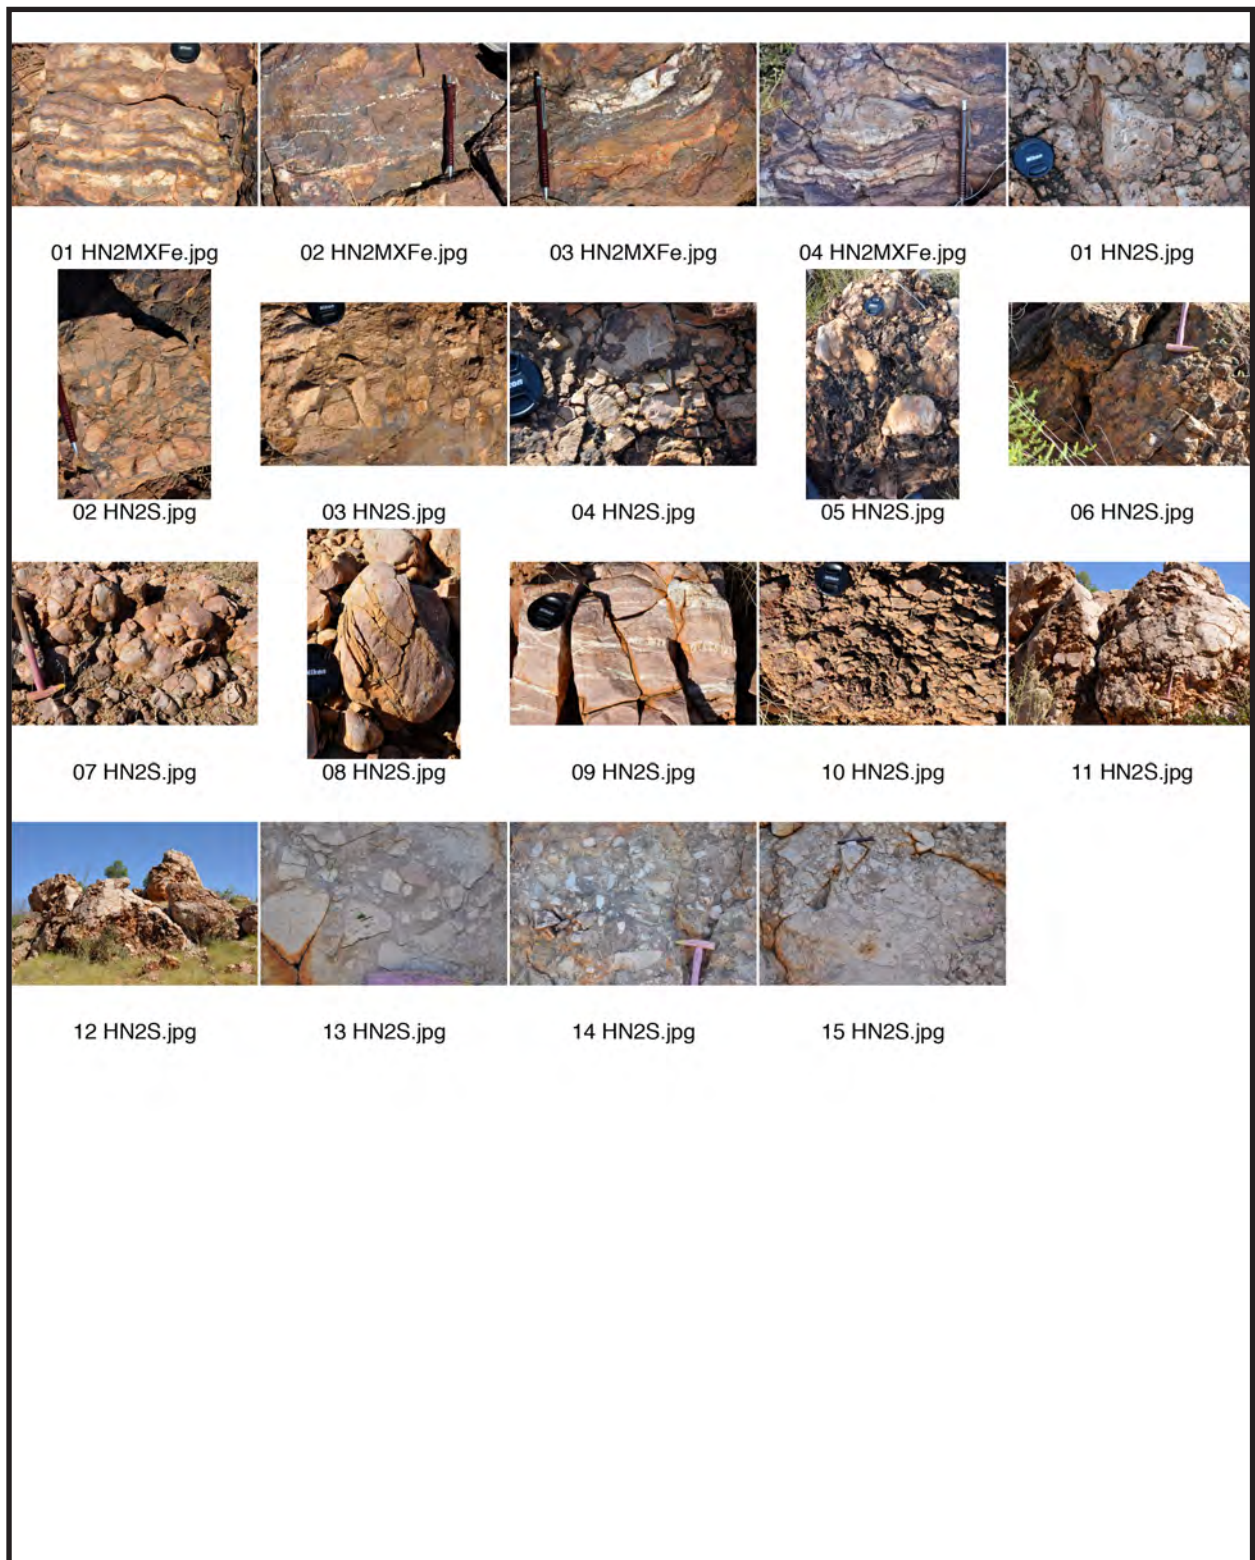 01 HN2MXFe.jpg
02 HN2MXFe.jpg
03 HN2MXFe.jpg
04 HN2MXFe.jpg
01 HN2S.jpg
02 HN2S.jpg
03 HN2S.jpg
04 HN2S.jpg
05 HN2S.jpg
06 HN2S.jpg
07 HN2S.jpg
08 HN2S.jpg
09 HN2S.jpg
10 HN2S.jpg
11 HN2S.jpg
12 HN2S.jpg
13 HN2S.jpg
14 HN2S.jpg
15 HN2S.jpg